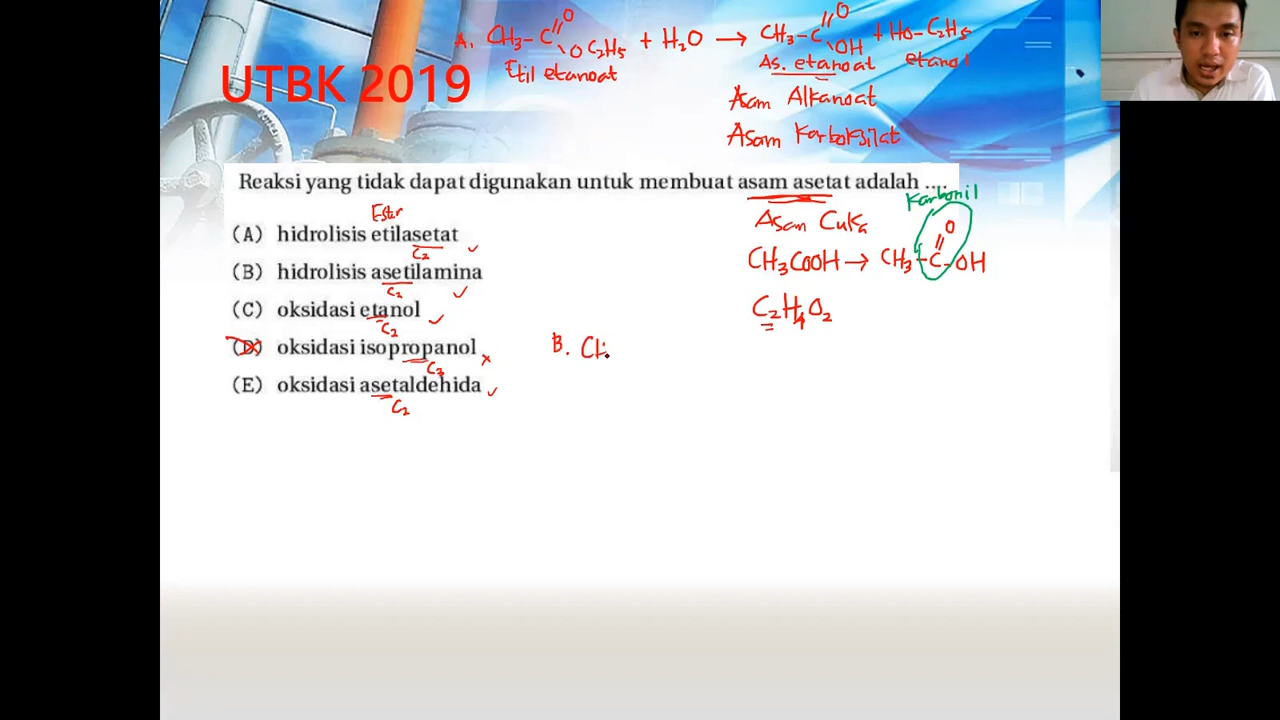 A. CH₃-C=O-OC₂H₅ + H₂O → CH₃-C=O-OH + HO-C₂H₅
Etil etanoat As. etanoat etanol
UTBK 2019
Asam Alkanoat
Asam Karboksilat
Reaksi yang tidak dapat digunakan untuk membuat asam asetat adalah ....
Karbonil
Ester
(A) hidrolisis etilasetat ✓
C₂
Asam Cuka
(B) hidrolisis asetilamina ✓
C₂
CH₃COOH → CH₃-C=O-OH
(C) oksidasi etanol ✓
C₂
C₂H₄O₂
(D) oksidasi isopropanol ×
C₃
B. CH
(E) oksidasi asetaldehida ✓
C₂